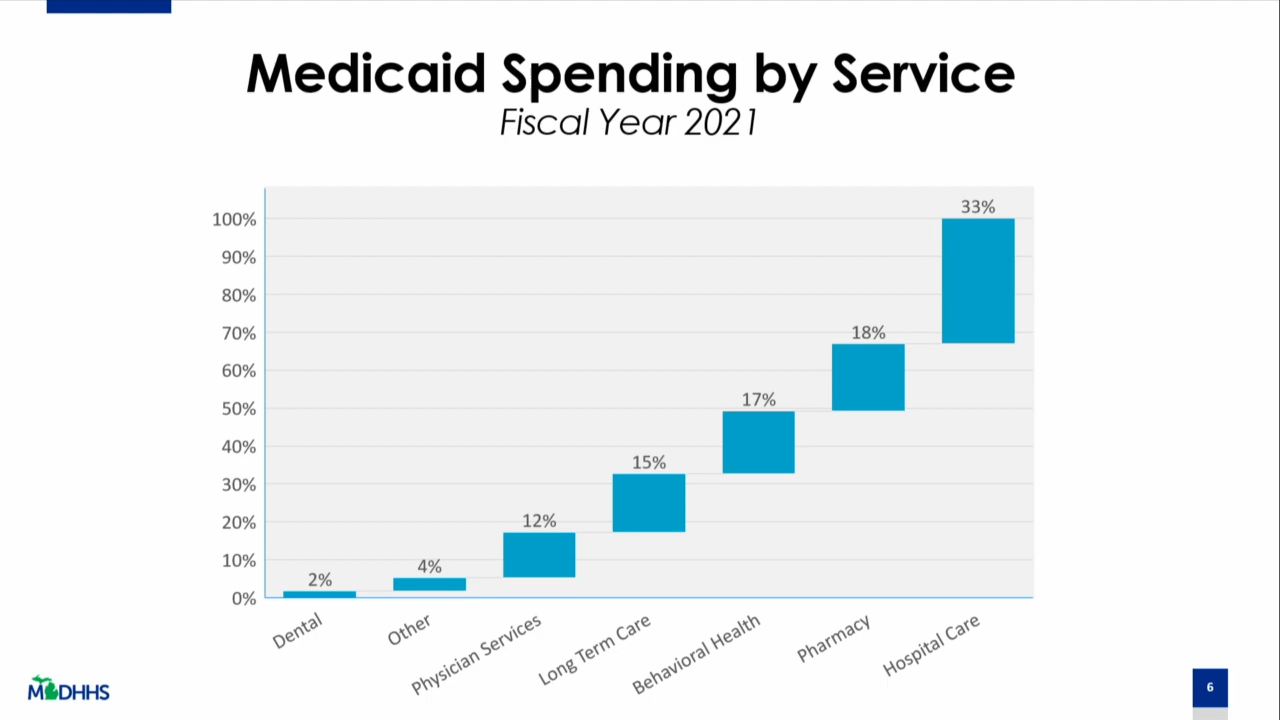 Medicaid Spending by Service
Fiscal Year 2021
100%
90%
80%
70%
60%
50%
40%
30%
20%
10%
0%
2%
4%
12%
15%
17%
18%
33%
Dental
Other
Physician Services
Long Term Care
Behavioral Health
Pharmacy
Hospital Care
MDHHS
6